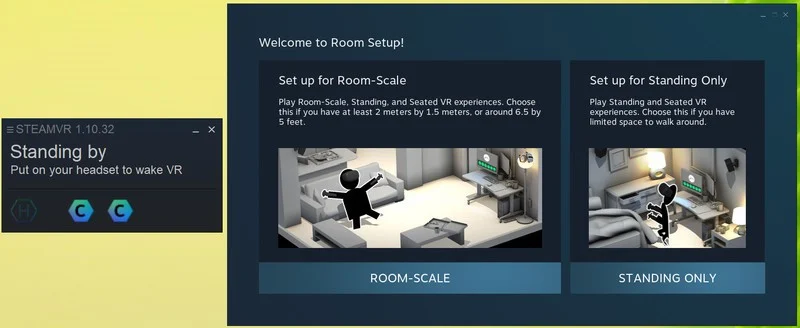 STEAMVR 1.10.32
Standing by
Put on your headset to wake VR
H
C
C
Welcome to Room Setup!
Set up for Room-Scale
Play Room-Scale, Standing, and Seated VR experiences. Choose
this if you have at least 2 meters by 1.5 meters, or around 6.5 by
5 feet.
ROOM-SCALE
Set up for Standing Only
Play Standing and Seated VR
experiences. Choose this if you have
limited space to walk around.
STANDING ONLY